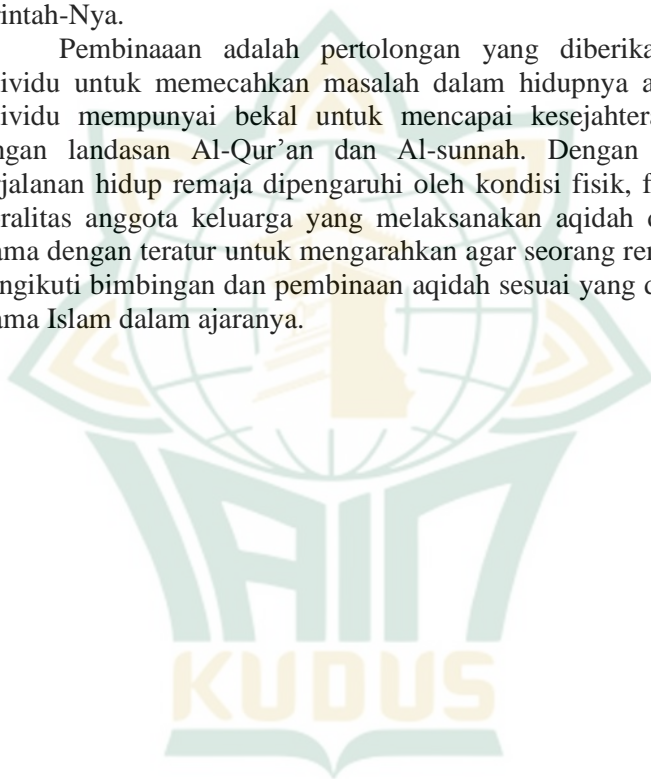 rintah-Nya.
Pembinaaan adalah pertolongan yang diberika
ividu untuk memecahkan masalah dalam hidupnya a
ividu mempunyai bekal untuk mencapai kesejahtera
ngan landasan Al-Qur’an dan Al-sunnah. Dengan
jalanan hidup remaja dipengaruhi oleh kondisi fisik, f
ralitas anggota keluarga yang melaksanakan aqidah
ama dengan teratur untuk mengarahkan agar seorang ren
ngikuti bimbingan dan pembinaan aqidah sesuai yang
ama Islam dalam ajaranya.
IAIN
KUDUS